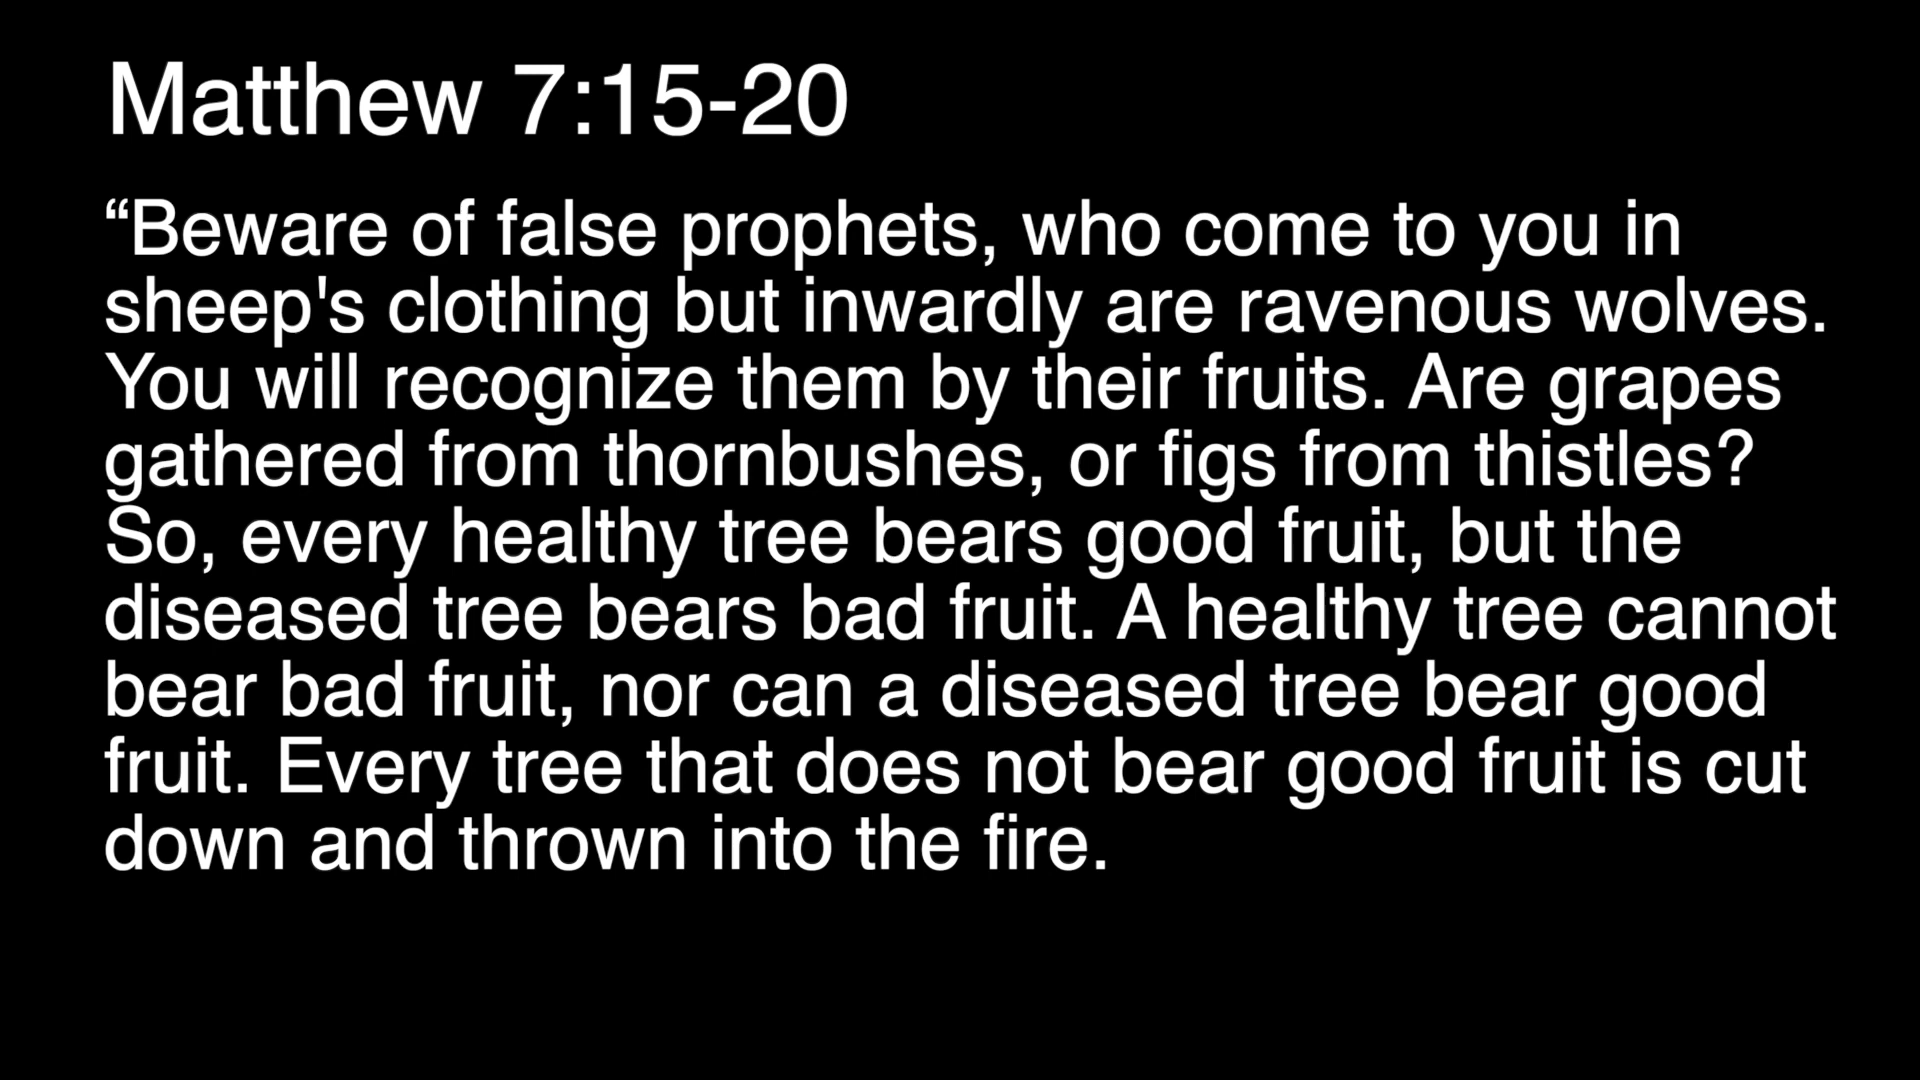 Matthew 7:15-20
“Beware of false prophets, who come to you in
sheep's clothing but inwardly are ravenous wolves.
You will recognize them by their fruits. Are grapes
gathered from thornbushes, or figs from thistles?
So, every healthy tree bears good fruit, but the
diseased tree bears bad fruit. A healthy tree cannot
bear bad fruit, nor can a diseased tree bear good
fruit. Every tree that does not bear good fruit is cut
down and thrown into the fire.